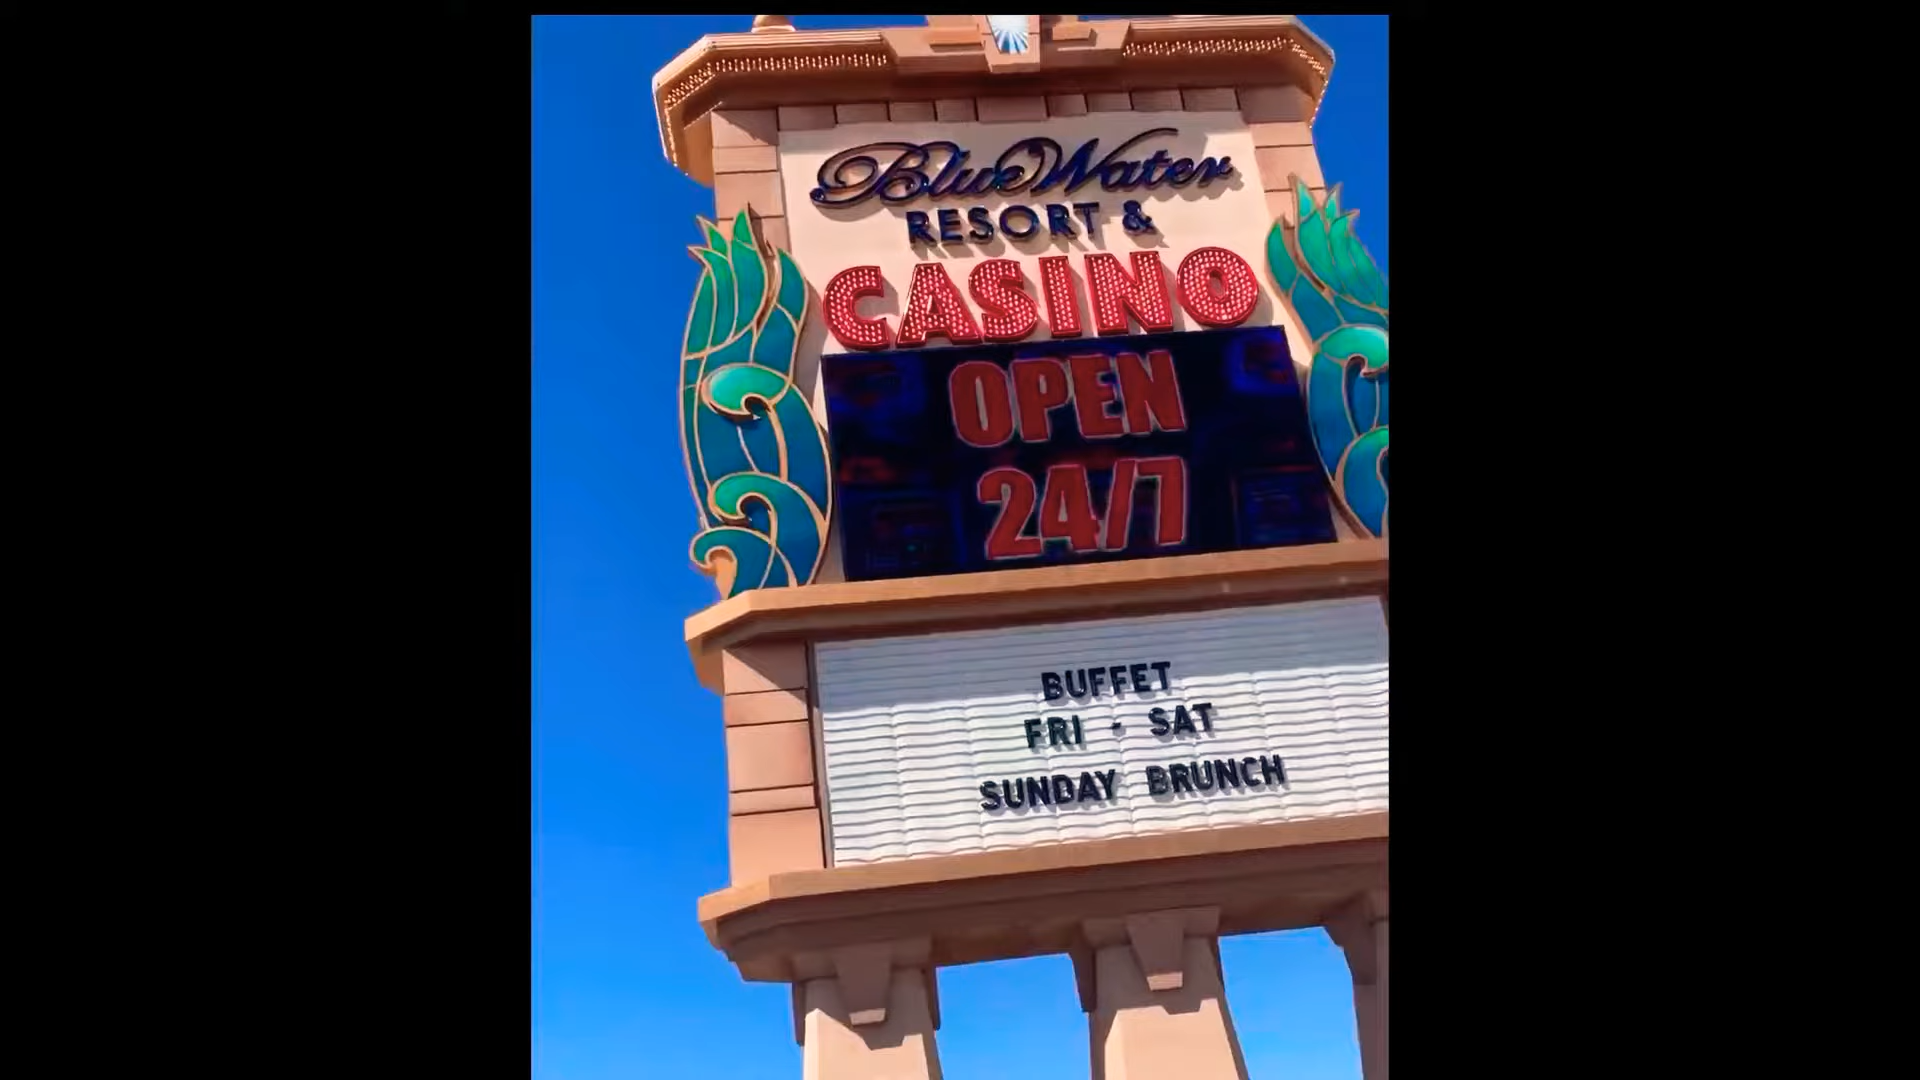 BlueWater
RESORT &
CASINO
OPEN
24/7
BUFFET
FRI - SAT
SUNDAY BRUNCH